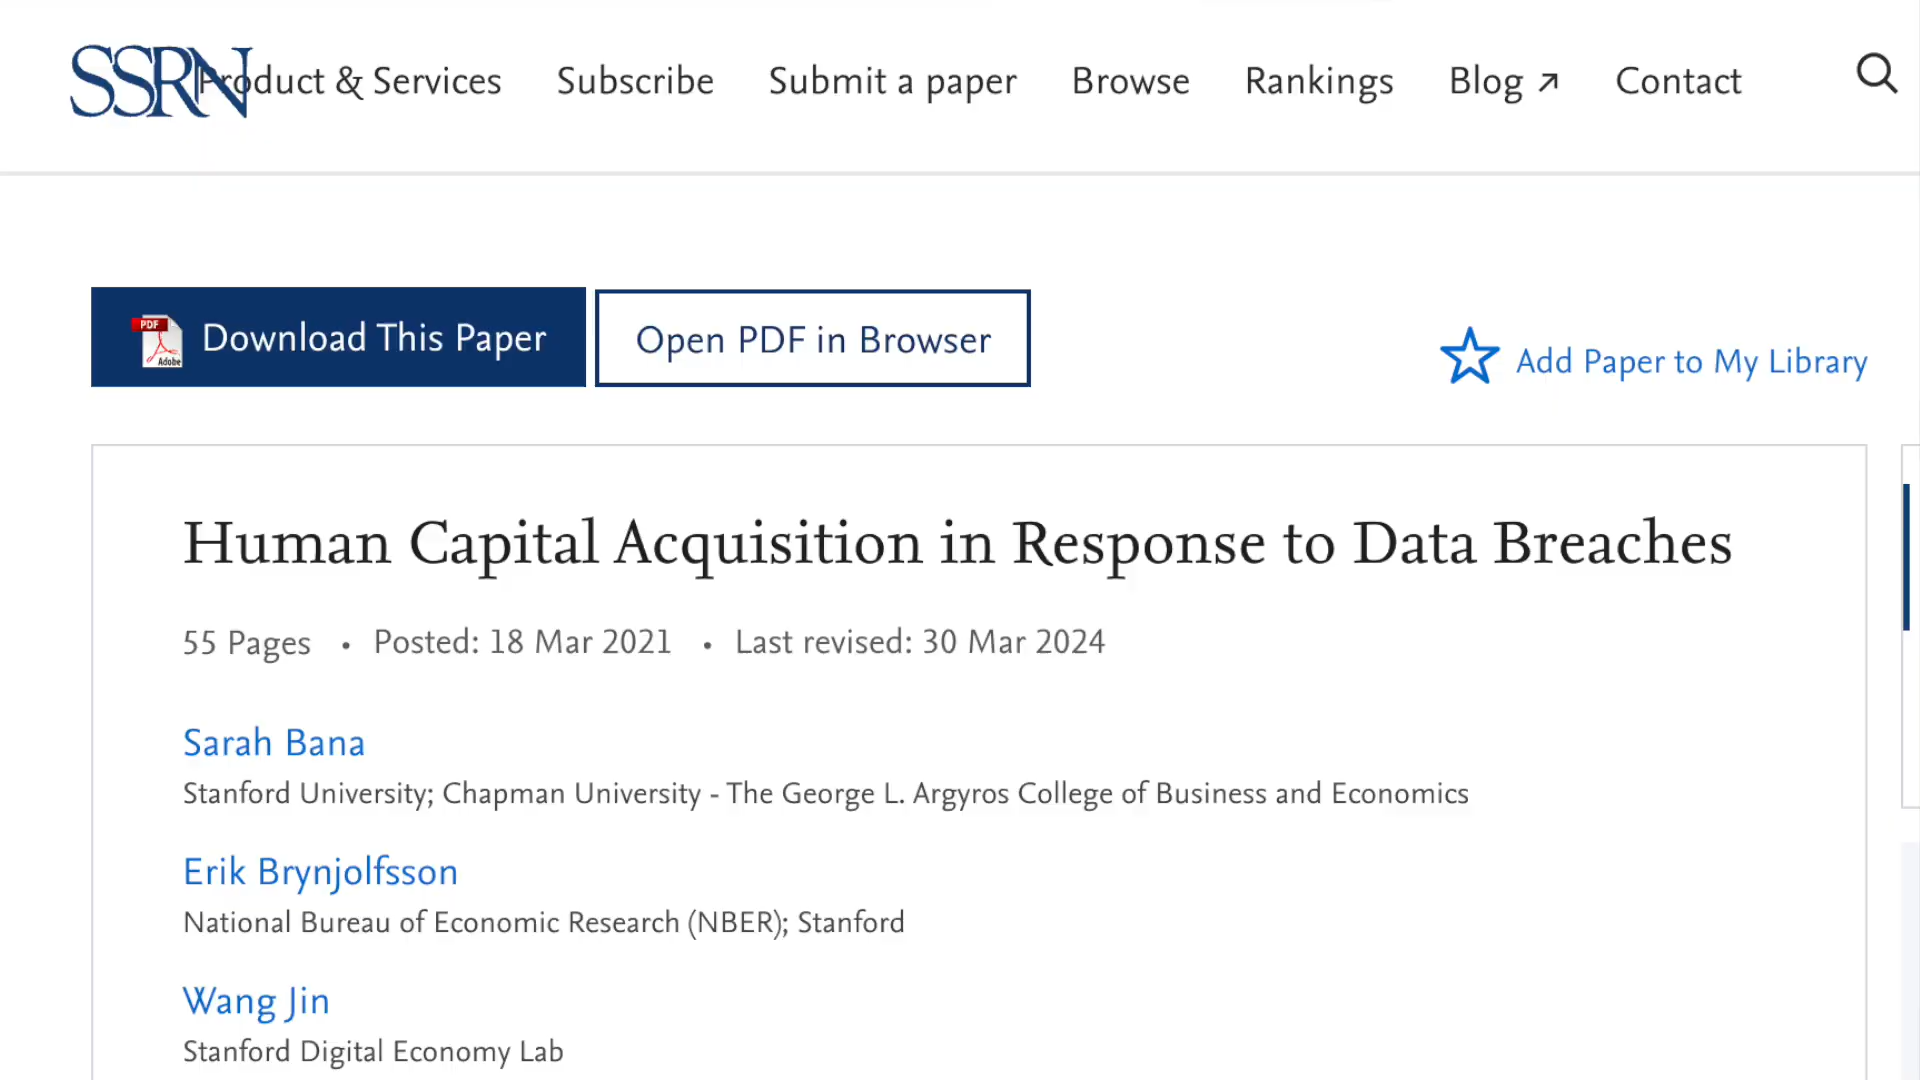 SSRN Product & Services Subscribe Submit a paper Browse Rankings Blog ↗ Contact
PDF Adobe Download This Paper Open PDF in Browser
Add Paper to My Library
Human Capital Acquisition in Response to Data Breaches
55 Pages • Posted: 18 Mar 2021 • Last revised: 30 Mar 2024
Sarah Bana
Stanford University; Chapman University - The George L. Argyros College of Business and Economics
Erik Brynjolfsson
National Bureau of Economic Research (NBER); Stanford
Wang Jin
Stanford Digital Economy Lab